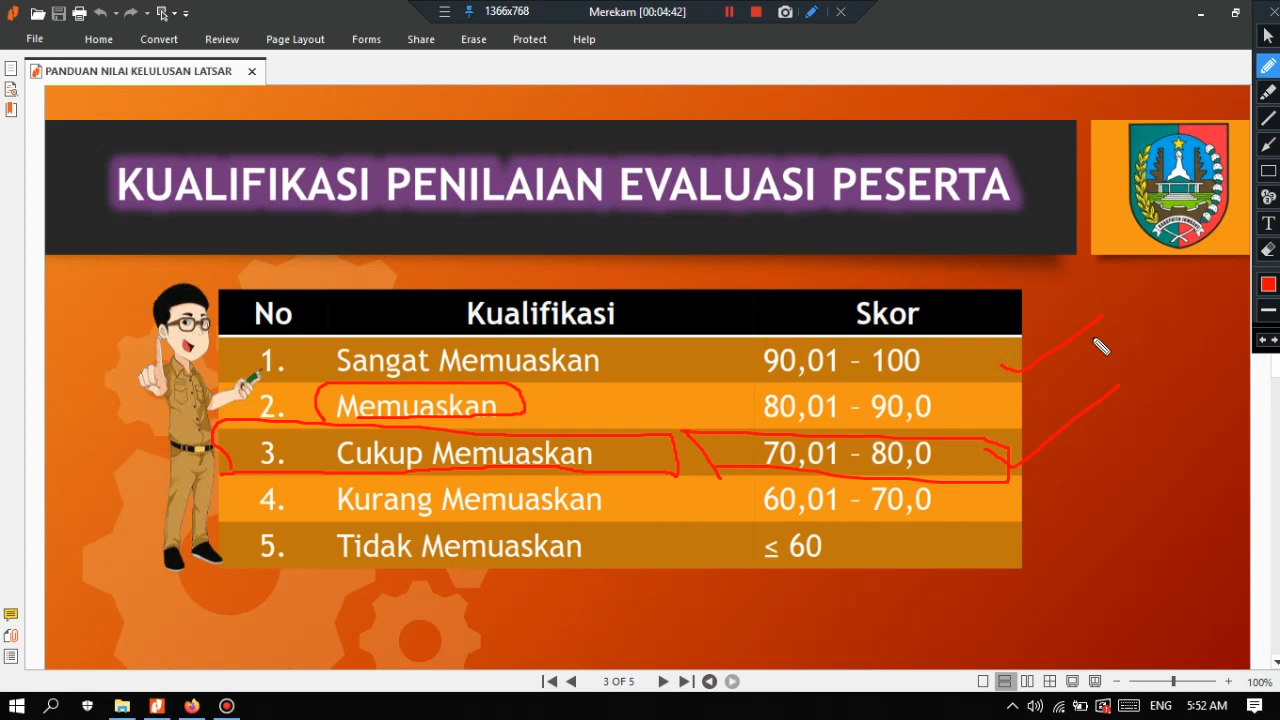 1366x768
Merekam [00:04:42]
File Home Convert Review Page Layout Forms Share Erase Protect Help
PANDUAN NILAI KELULUSAN LATSAR
KUALIFIKASI PENILAIAN EVALUASI PESERTA
No Kualifikasi Skor
1. Sangat Memuaskan 90,01 – 100
2. Memuaskan 80,01 – 90,0
3. Cukup Memuaskan 70,01 – 80,0
4. Kurang Memuaskan 60,01 – 70,0
5. Tidak Memuaskan ≤ 60
3 OF 5
100%
ENG 5:52 AM